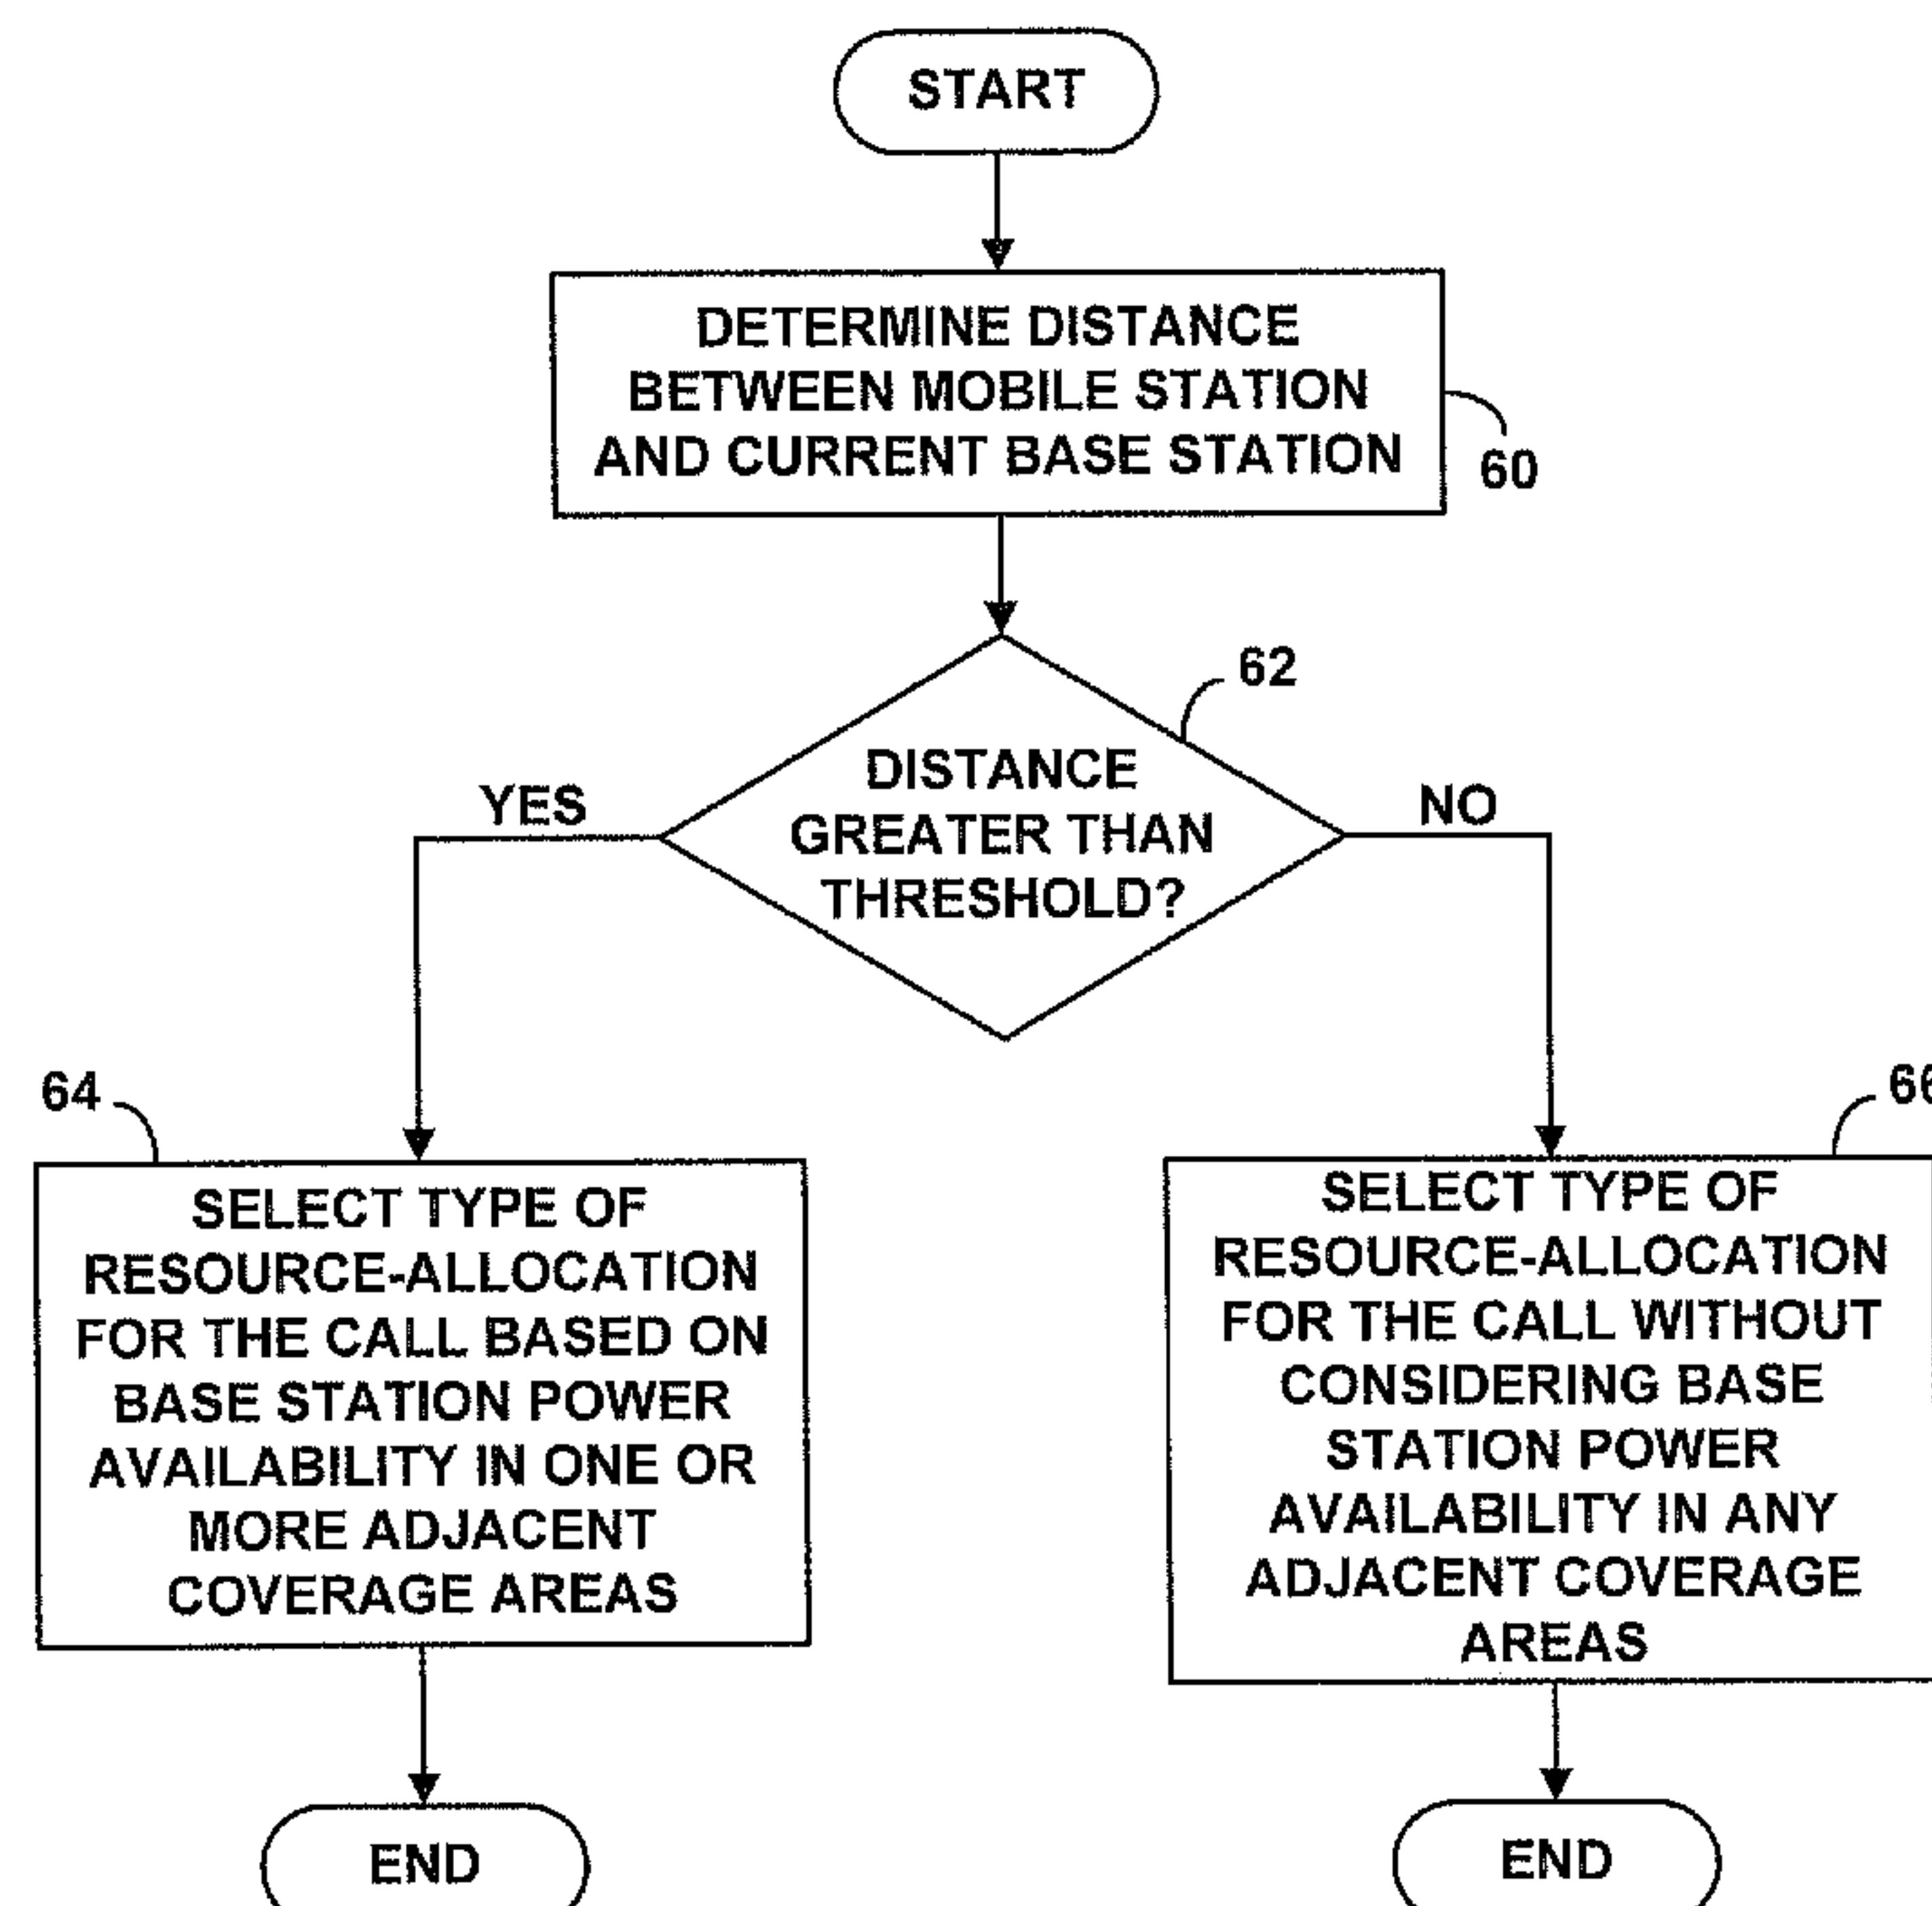 START
DETERMINE DISTANCE
BETWEEN MOBILE STATION
AND CURRENT BASE STATION
60
62
DISTANCE
GREATER THAN
THRESHOLD?
YES
NO
64
SELECT TYPE OF
RESOURCE-ALLOCATION
FOR THE CALL BASED ON
BASE STATION POWER
AVAILABILITY IN ONE OR
MORE ADJACENT
COVERAGE AREAS
66
SELECT TYPE OF
RESOURCE-ALLOCATION
FOR THE CALL WITHOUT
CONSIDERING BASE
STATION POWER
AVAILABILITY IN ANY
ADJACENT COVERAGE
AREAS
END
END